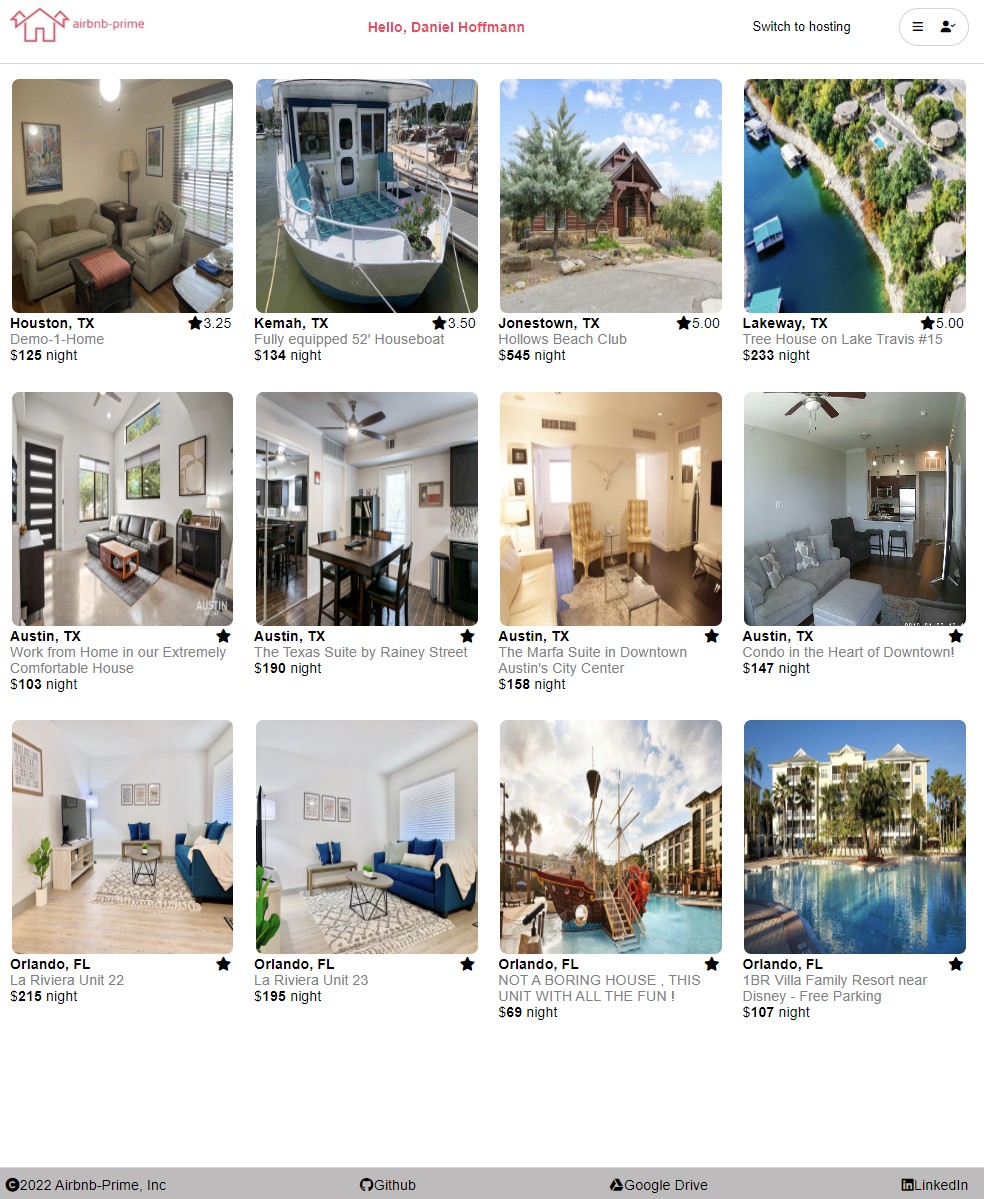 airbnb-prime
Hello, Daniel Hoffmann
Switch to hosting
Houston, TX
3.25
Demo-1-Home
$125 night
Kemah, TX
3.50
Fully equipped 52' Houseboat
$134 night
Jonestown, TX
5.00
Hollows Beach Club
$545 night
Lakeway, TX
5.00
Tree House on Lake Travis #15
$233 night
AUSTIN
Austin, TX
Work from Home in our Extremely
Comfortable House
$103 night
Austin, TX
The Texas Suite by Rainey Street
$190 night
Austin, TX
The Marfa Suite in Downtown
Austin's City Center
$158 night
Austin, TX
Condo in the Heart of Downtown!
$147 night
Orlando, FL
La Riviera Unit 22
$215 night
Orlando, FL
La Riviera Unit 23
$195 night
Orlando, FL
NOT A BORING HOUSE , THIS
UNIT WITH ALL THE FUN !
$69 night
Orlando, FL
1BR Villa Family Resort near
Disney - Free Parking
$107 night
©2022 Airbnb-Prime, Inc
Github
Google Drive
LinkedIn